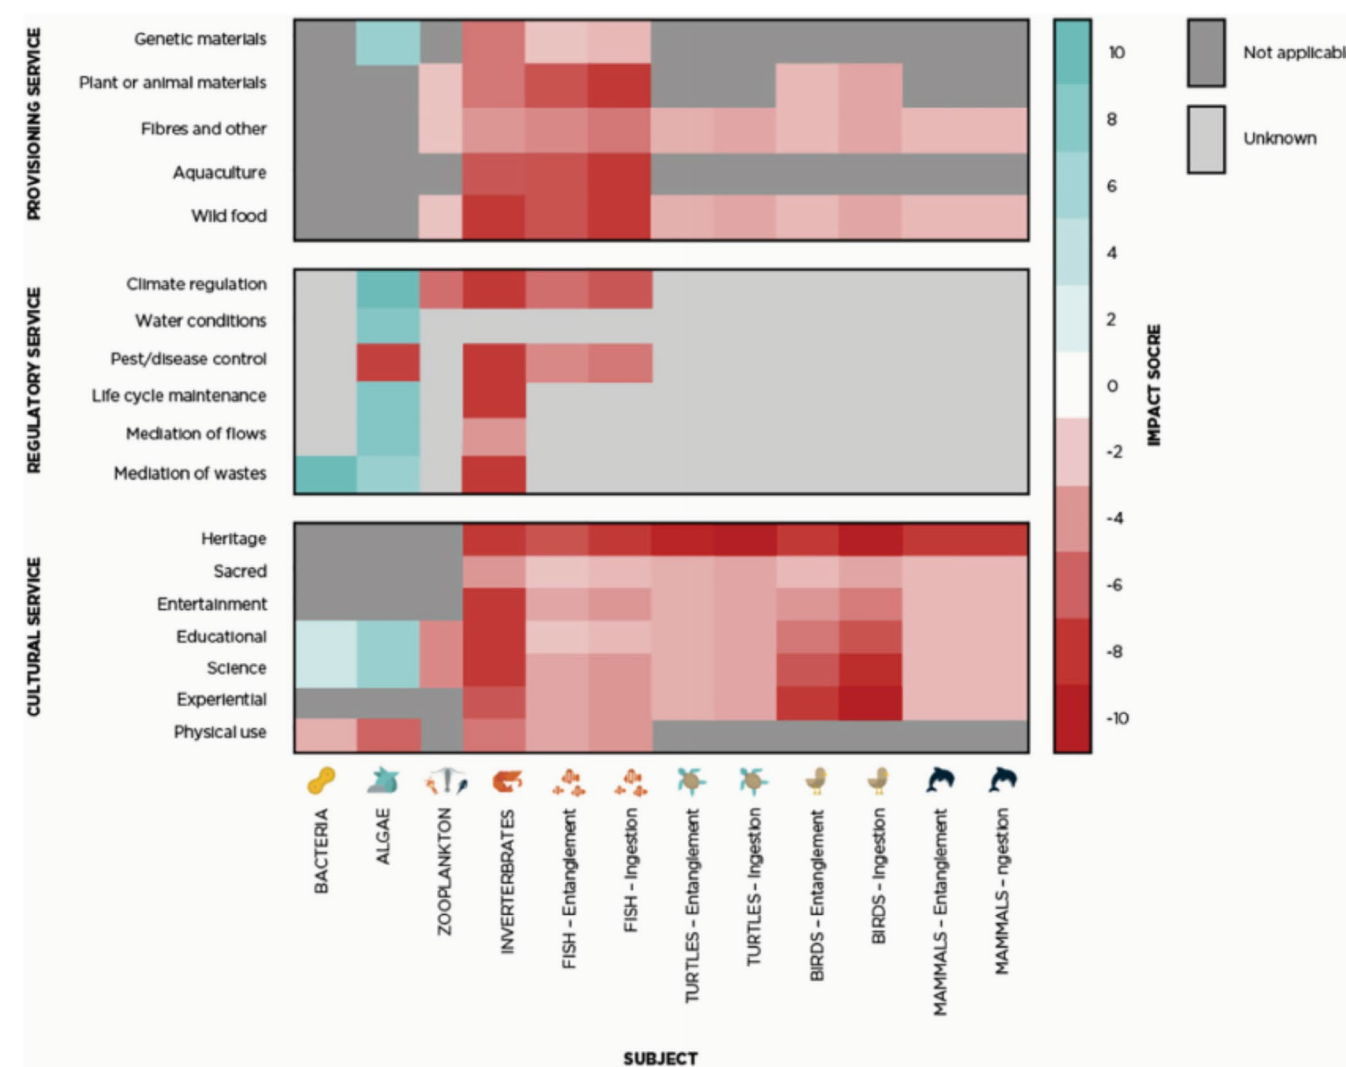 PROVISIONING SERVICE
Genetic materials
Plant or animal materials
Fibres and other
Aquaculture
Wild food
REGULATORY SERVICE
Climate regulation
Water conditions
Pest/disease control
Life cycle maintenance
Mediation of flows
Mediation of wastes
CULTURAL SERVICE
Heritage
Sacred
Entertainment
Educational
Science
Experiential
Physical use
BACTERIA
ALGAE
ZOOPLANKTON
INVERTERBRATES
FISH – Entanglement
FISH – Ingestion
TURTLES – Entanglement
TURTLES – Ingestion
BIRDS – Entanglement
BIRDS – Ingestion
MAMMALS – Entanglement
MAMMALS – ngestion
SUBJECT
10
8
6
4
2
0
-2
-4
-6
-8
-10
IMPACT SOCRE
Not applicabl
Unknown